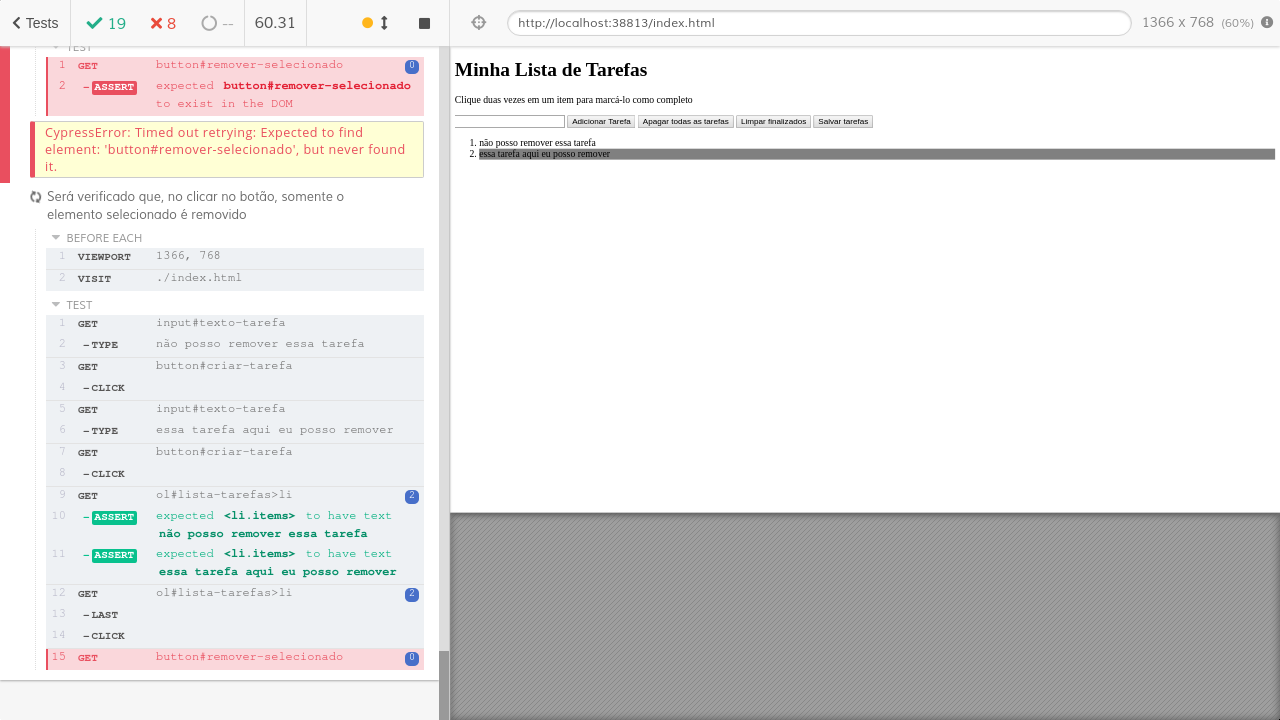 Tests
19
8
--
60.31
http://localhost:38813/index.html
1366 x 768 (60%)
TEST
1 GET button#remover-selecionado 0
2 -ASSERT expected button#remover-selecionado
to exist in the DOM
CypressError: Timed out retrying: Expected to find
element: 'button#remover-selecionado', but never found
it.
Será verificado que, no clicar no botão, somente o
elemento selecionado é removido
BEFORE EACH
1 VIEWPORT 1366, 768
2 VISIT ./index.html
TEST
1 GET input#texto-tarefa
2 -TYPE não posso remover essa tarefa
3 GET button#criar-tarefa
4 -CLICK
5 GET input#texto-tarefa
6 -TYPE essa tarefa aqui eu posso remover
7 GET button#criar-tarefa
8 -CLICK
9 GET ol#lista-tarefas>li 2
10 -ASSERT expected <li.items> to have text
não posso remover essa tarefa
11 -ASSERT expected <li.items> to have text
essa tarefa aqui eu posso remover
12 GET ol#lista-tarefas>li 2
13 -LAST
14 -CLICK
15 GET button#remover-selecionado 0
Minha Lista de Tarefas
Clique duas vezes em um item para marcá-lo como completo
Adicionar Tarefa Apagar todas as tarefas Limpar finalizados Salvar tarefas
1. não posso remover essa tarefa
2. essa tarefa aqui eu posso remover